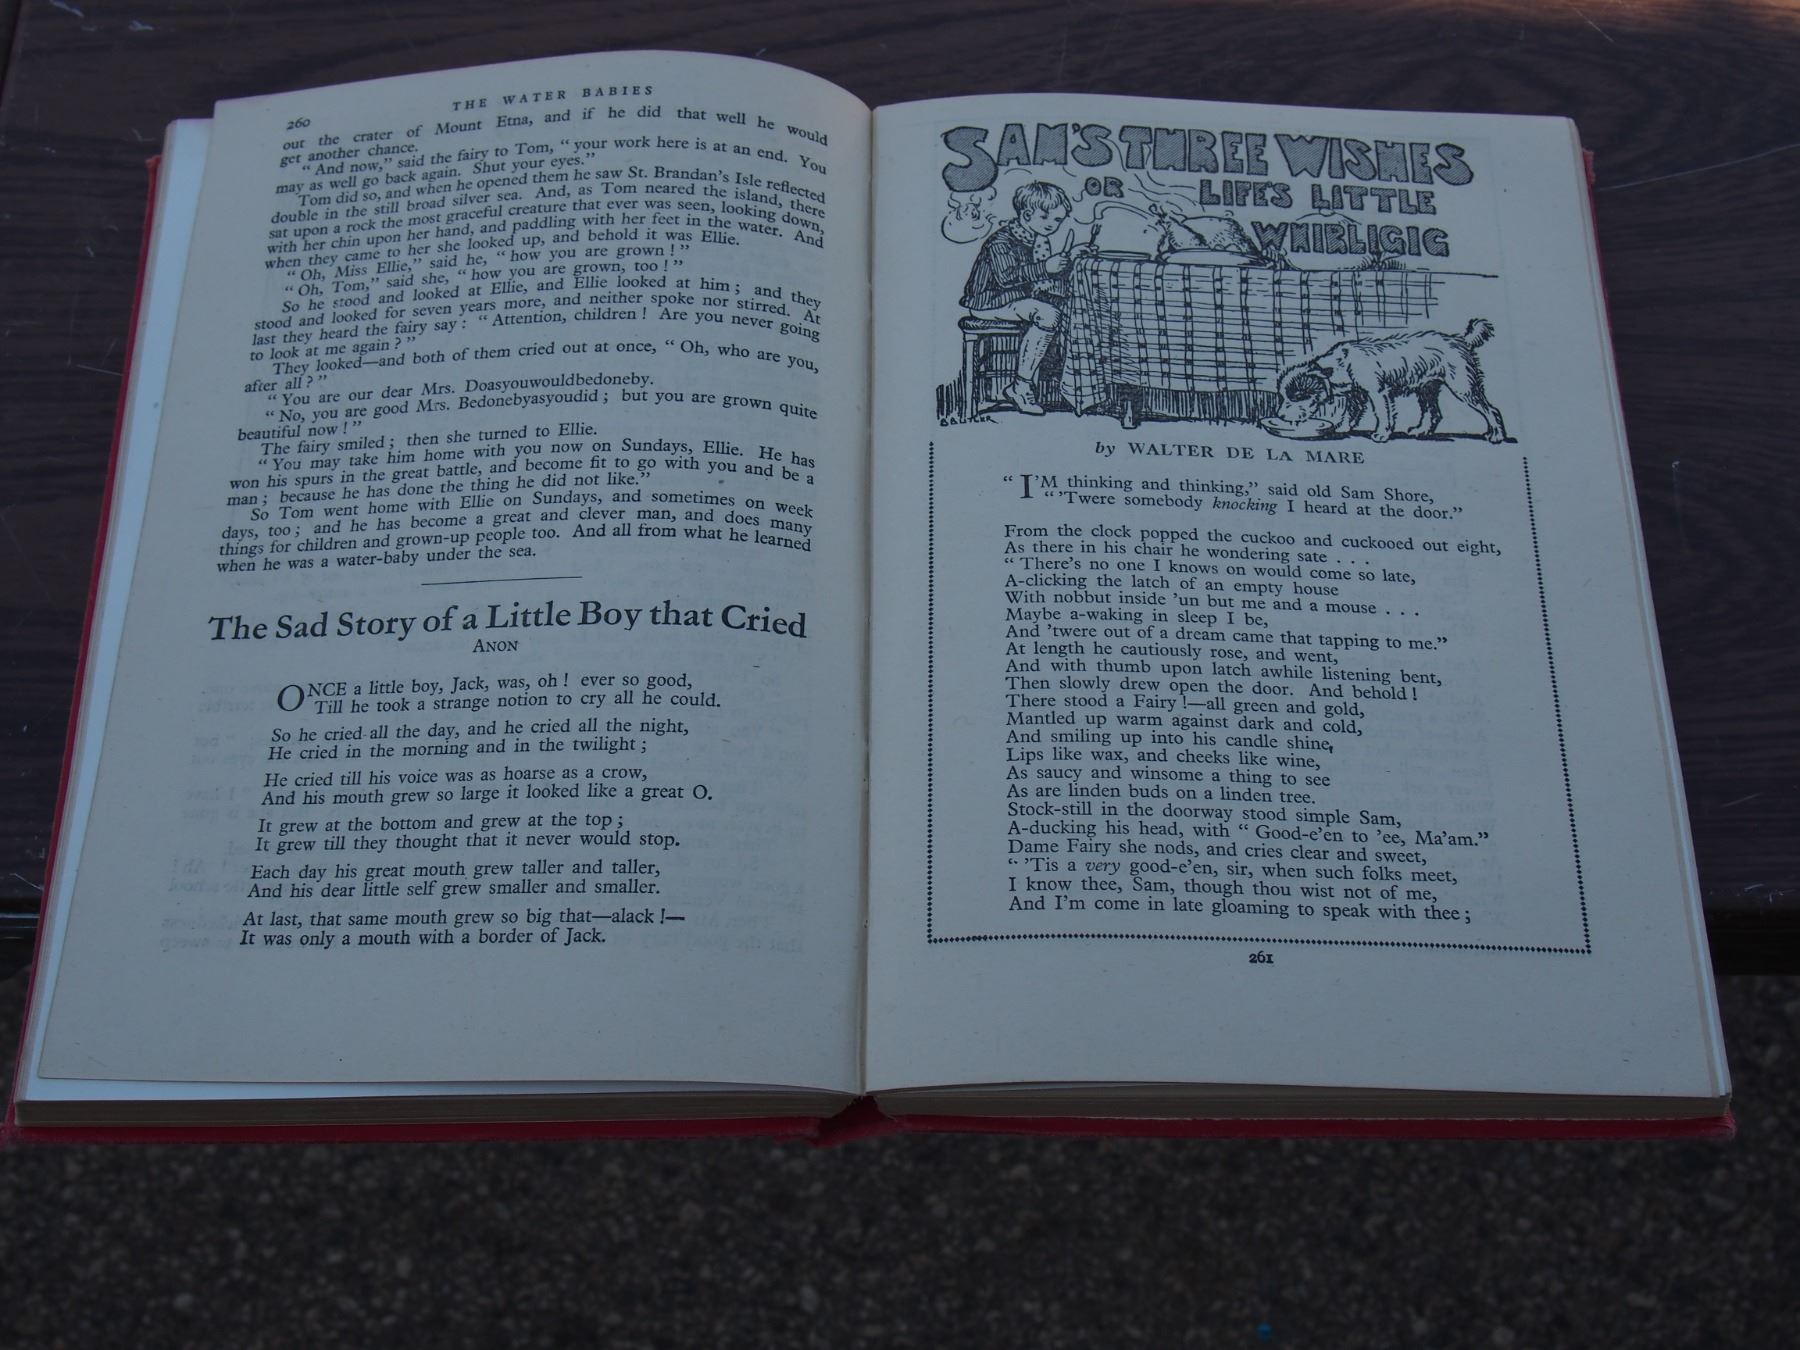 260
THE WATER BABIES
out the crater of Mount Etna, and if he did that well he would
get another chance.
“And now,” said the fairy to Tom, “your work here is at an end. You
may as well go back again. Shut your eyes.”
Tom did so, and when he opened them he saw St. Brandan's Isle reflected
double in the still broad silver sea. And, as Tom neared the island, there
sat upon a rock the most graceful creature that ever was seen, looking down,
with her chin upon her hand, and paddling with her feet in the water. And
when they came to her she looked up, and behold it was Ellie.
“Oh, Miss Ellie,” said he, “how you are grown!”
“Oh, Tom,” said she, “how you are grown, too!”
So he stood and looked at Ellie, and Ellie looked at him; and they
stood and looked for seven years more, and neither spoke nor stirred. At
last they heard the fairy say: “Attention, children! Are you never going
to look at me again?”
They looked—and both of them cried out at once, “Oh, who are you,
after all?”
“You are our dear Mrs. Doasyouwouldbedoneby.
“No, you are good Mrs. Bedonebyasyoudid; but you are grown quite
beautiful now!”
The fairy smiled; then she turned to Ellie.
“You may take him home with you now on Sundays, Ellie. He has
won his spurs in the great battle, and become fit to go with you and be a
man; because he has done the thing he did not like.”
So Tom went home with Ellie on Sundays, and sometimes on week
days, too; and he has become a great and clever man, and does many
things for children and grown-up people too. And all from what he learned
when he was a water-baby under the sea.
The Sad Story of a Little Boy that Cried
ANON
ONCE a little boy, Jack, was, oh! ever so good,
Till he took a strange notion to cry all he could.
So he cried all the day, and he cried all the night,
He cried in the morning and in the twilight;
He cried till his voice was as hoarse as a crow,
And his mouth grew so large it looked like a great O.
It grew at the bottom and grew at the top;
It grew till they thought that it never would stop.
Each day his great mouth grew taller and taller,
And his dear little self grew smaller and smaller.
At last, that same mouth grew so big that—alack!—
It was only a mouth with a border of Jack.
SAM'S THREE WISHES
OR LIFE'S LITTLE
WHIRLIGIG
B BUTLER
by WALTER DE LA MARE
“I'M thinking and thinking,” said old Sam Shore,
“'Twere somebody knocking I heard at the door.”
From the clock popped the cuckoo and cuckooed out eight,
As there in his chair he wondering sate . . .
“There's no one I knows on would come so late,
A-clicking the latch of an empty house
With nobbut inside 'un but me and a mouse . . .
Maybe a-waking in sleep I be,
And 'twere out of a dream came that tapping to me.”
At length he cautiously rose, and went,
And with thumb upon latch awhile listening bent,
Then slowly drew open the door. And behold!
There stood a Fairy!—all green and gold,
Mantled up warm against dark and cold,
And smiling up into his candle shine,
Lips like wax, and cheeks like wine,
As saucy and winsome a thing to see
As are linden buds on a linden tree.
Stock-still in the doorway stood simple Sam,
A-ducking his head, with “Good-e'en to 'ee, Ma'am.”
Dame Fairy she nods, and cries clear and sweet,
“'Tis a very good-e'en, sir, when such folks meet,
I know thee, Sam, though thou wist not of me,
And I'm come in late gloaming to speak with thee;
261